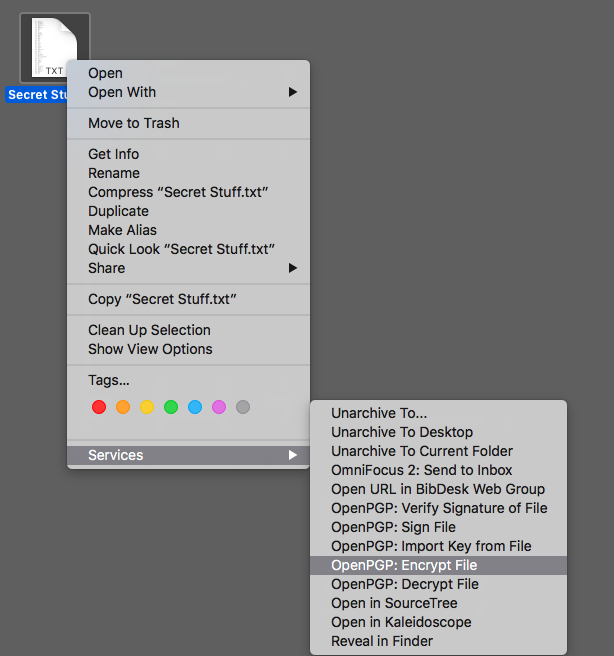 TXT
Secret Stu
Open
Open With
Move to Trash
Get Info
Rename
Compress “Secret Stuff.txt”
Duplicate
Make Alias
Quick Look “Secret Stuff.txt”
Share
Copy “Secret Stuff.txt”
Clean Up Selection
Show View Options
Tags...
Services
Unarchive To...
Unarchive To Desktop
Unarchive To Current Folder
OmniFocus 2: Send to Inbox
Open URL in BibDesk Web Group
OpenPGP: Verify Signature of File
OpenPGP: Sign File
OpenPGP: Import Key from File
OpenPGP: Encrypt File
OpenPGP: Decrypt File
Open in SourceTree
Open in Kaleidoscope
Reveal in Finder